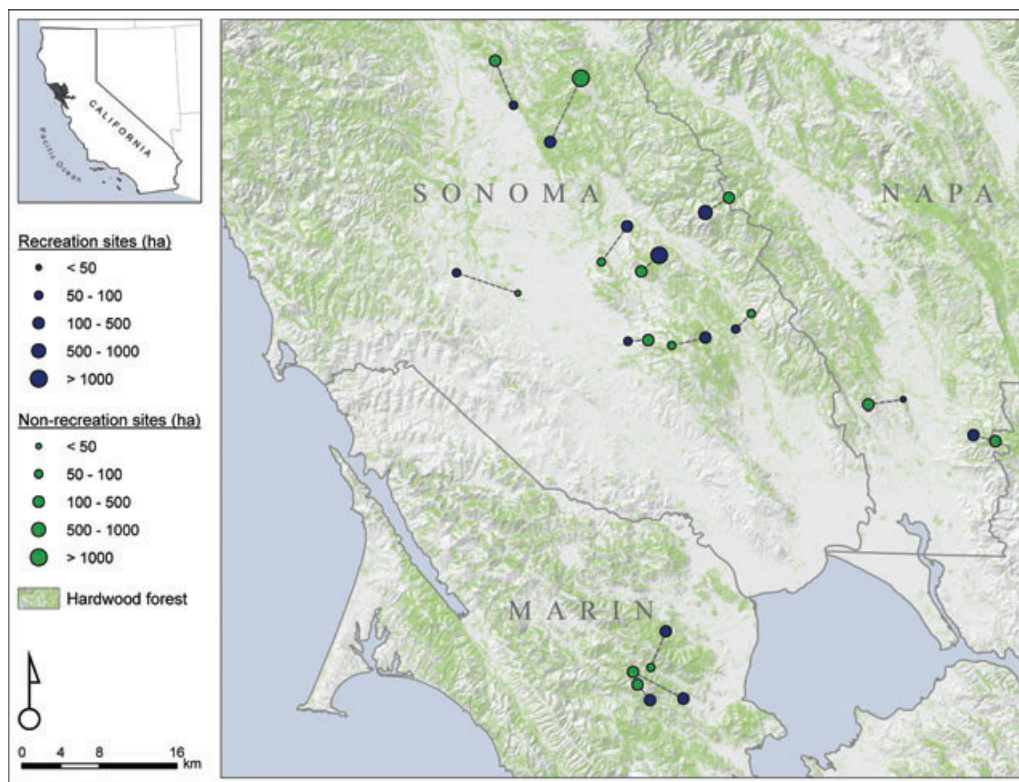 CALIFORNIA
Pacific Ocean
Recreation sites (ha)
< 50
50 - 100
100 - 500
500 - 1000
> 1000
Non-recreation sites (ha)
< 50
50 - 100
100 - 500
500 - 1000
> 1000
Hardwood forest
0 4 8 16
km
SONOMA
NAPA
MARIN